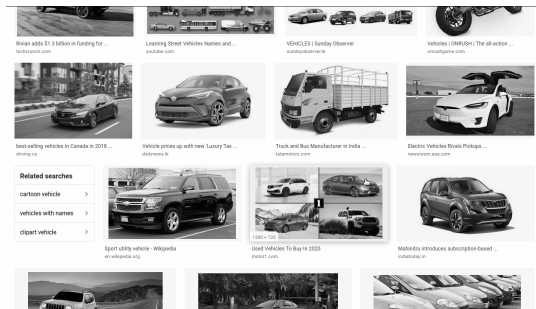 Rivian adds $1.3 billion in funding for ...
techcrunch.com
Learning Street Vehicles Names and ...
youtube.com
VEHICLES | Sunday Observer
sundayobserver.lk
Vehicles | ONRUSH | The all-action ...
onrushgame.com
best-selling vehicles in Canada in 2018 ...
driving.ca
Vehicle prices up with new 'Luxury Tax ...
dailynews.lk
Truck and Bus Manufacturer in India ...
tatamotors.com
Electric Vehicles Rivals Pickups ...
newsroom.aaa.com
Related searches
cartoon vehicle
vehicles with names
clipart vehicle
Sport utility vehicle - Wikipedia
en.wikipedia.org
1280 × 720
Used Vehicles To Buy In 2020
motor1.com
Mahindra introduces subscription-based ...
indiatoday.in